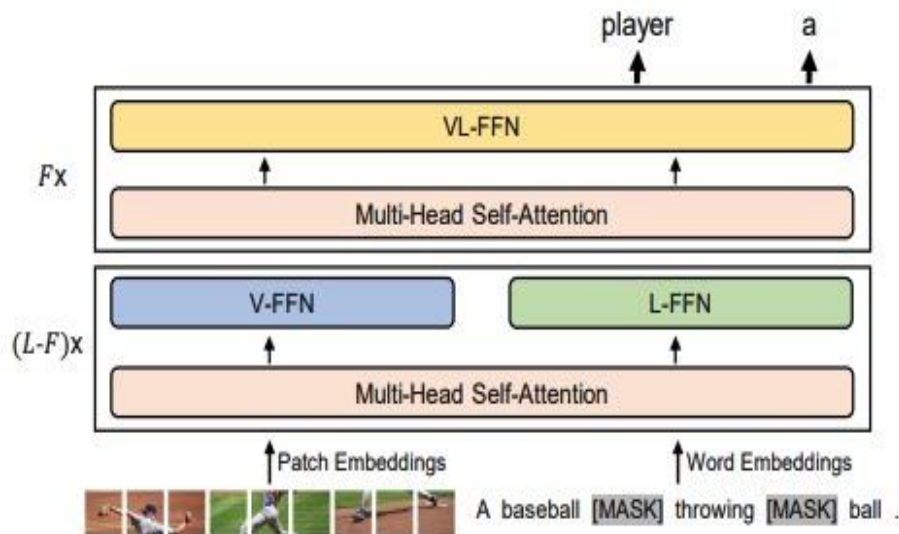 player a
VL-FFN
Fx
Multi-Head Self-Attention
V-FFN L-FFN
(L-F)x
Multi-Head Self-Attention
Patch Embeddings Word Embeddings
A baseball [MASK] throwing [MASK] ball .